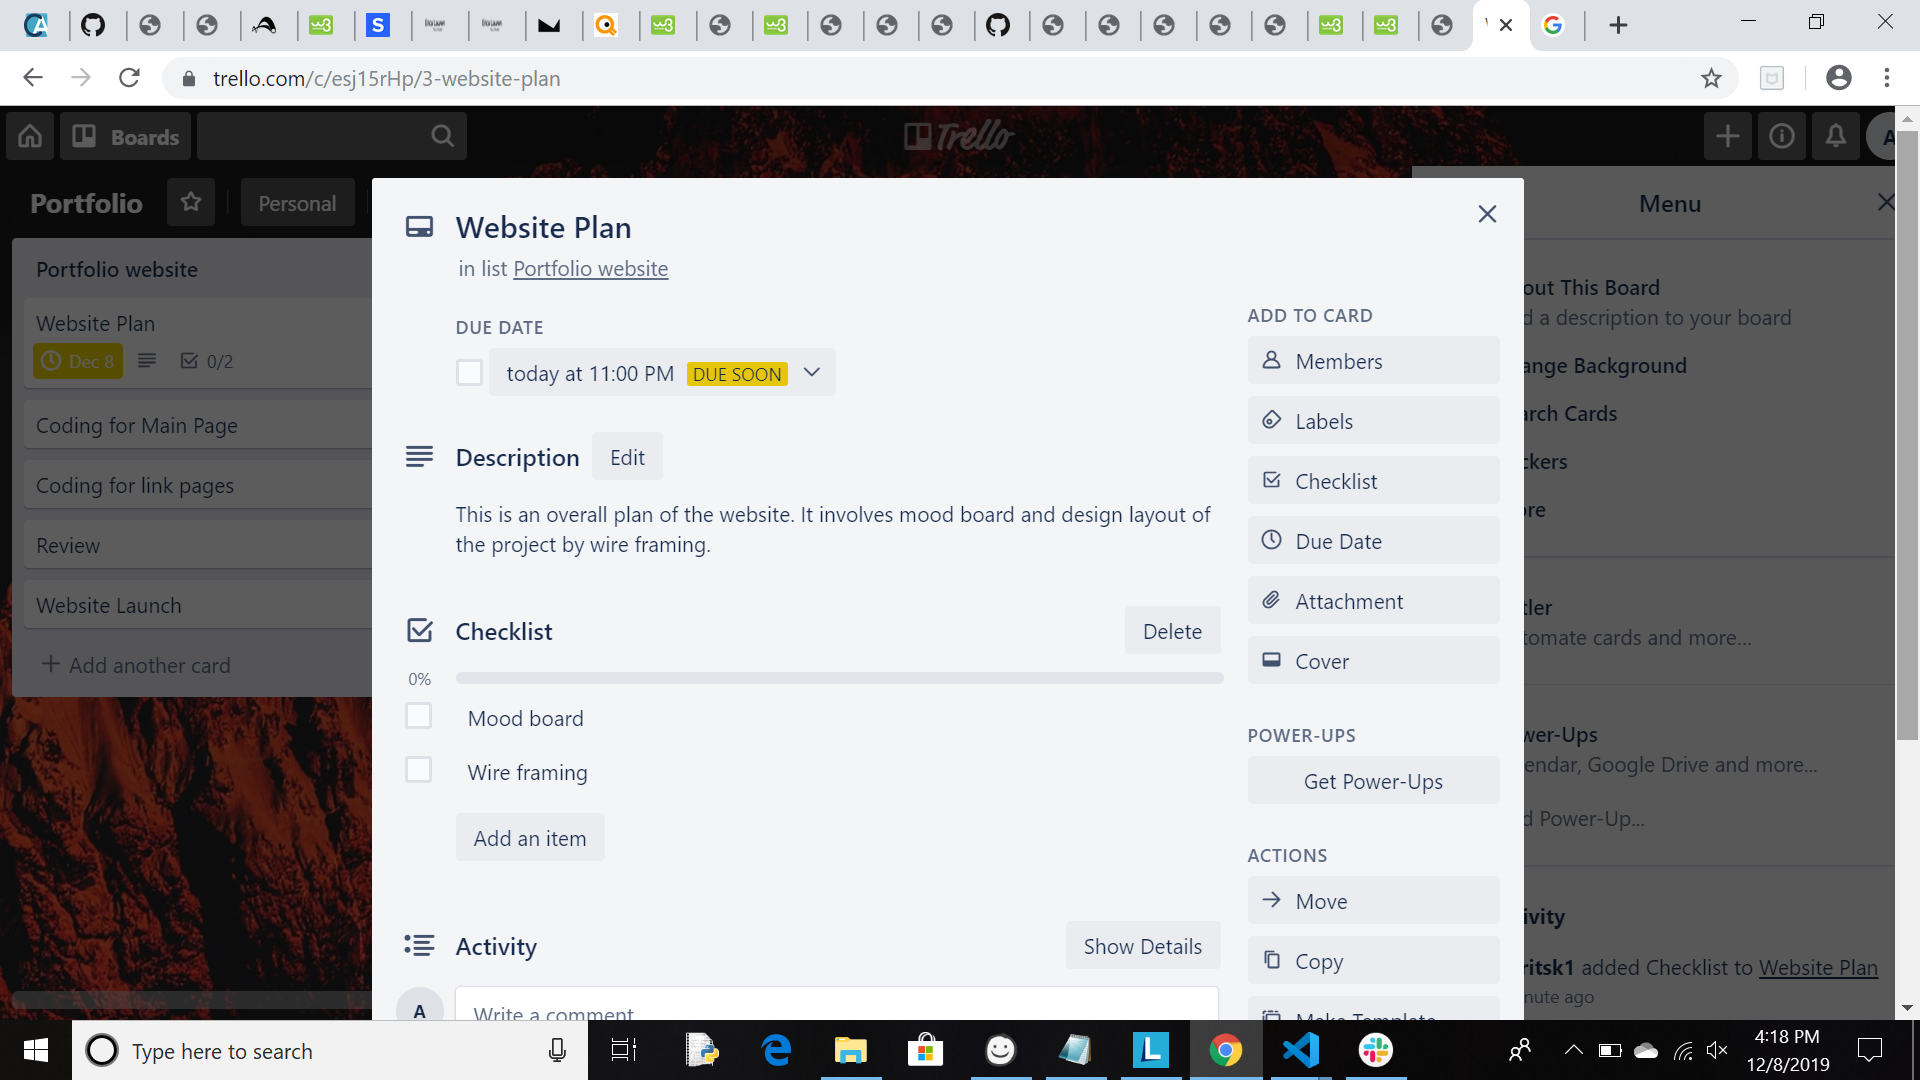 trello.com/c/esj15rHp/3-website-plan
Boards
Trello
A
Portfolio
Personal
Menu
Portfolio website
Website Plan
Dec 8
0/2
Coding for Main Page
Coding for link pages
Review
Website Launch
Add another card
Website Plan
in list Portfolio website
DUE DATE
today at 11:00 PM DUE SOON
Description
Edit
This is an overall plan of the website. It involves mood board and design layout of
the project by wire framing.
Checklist
Delete
0%
Mood board
Wire framing
Add an item
Activity
Show Details
A
Write a comment
ADD TO CARD
Members
Labels
Checklist
Due Date
Attachment
Cover
POWER-UPS
Get Power-Ups
ACTIONS
Move
Copy
Make Template
out This Board
d a description to your board
ange Background
arch Cards
ckers
ore
tler
tomate cards and more...
wer-Ups
endar, Google Drive and more...
d Power-Up...
ivity
ritsk1 added Checklist to Website Plan
nute ago
Type here to search
4:18 PM
12/8/2019